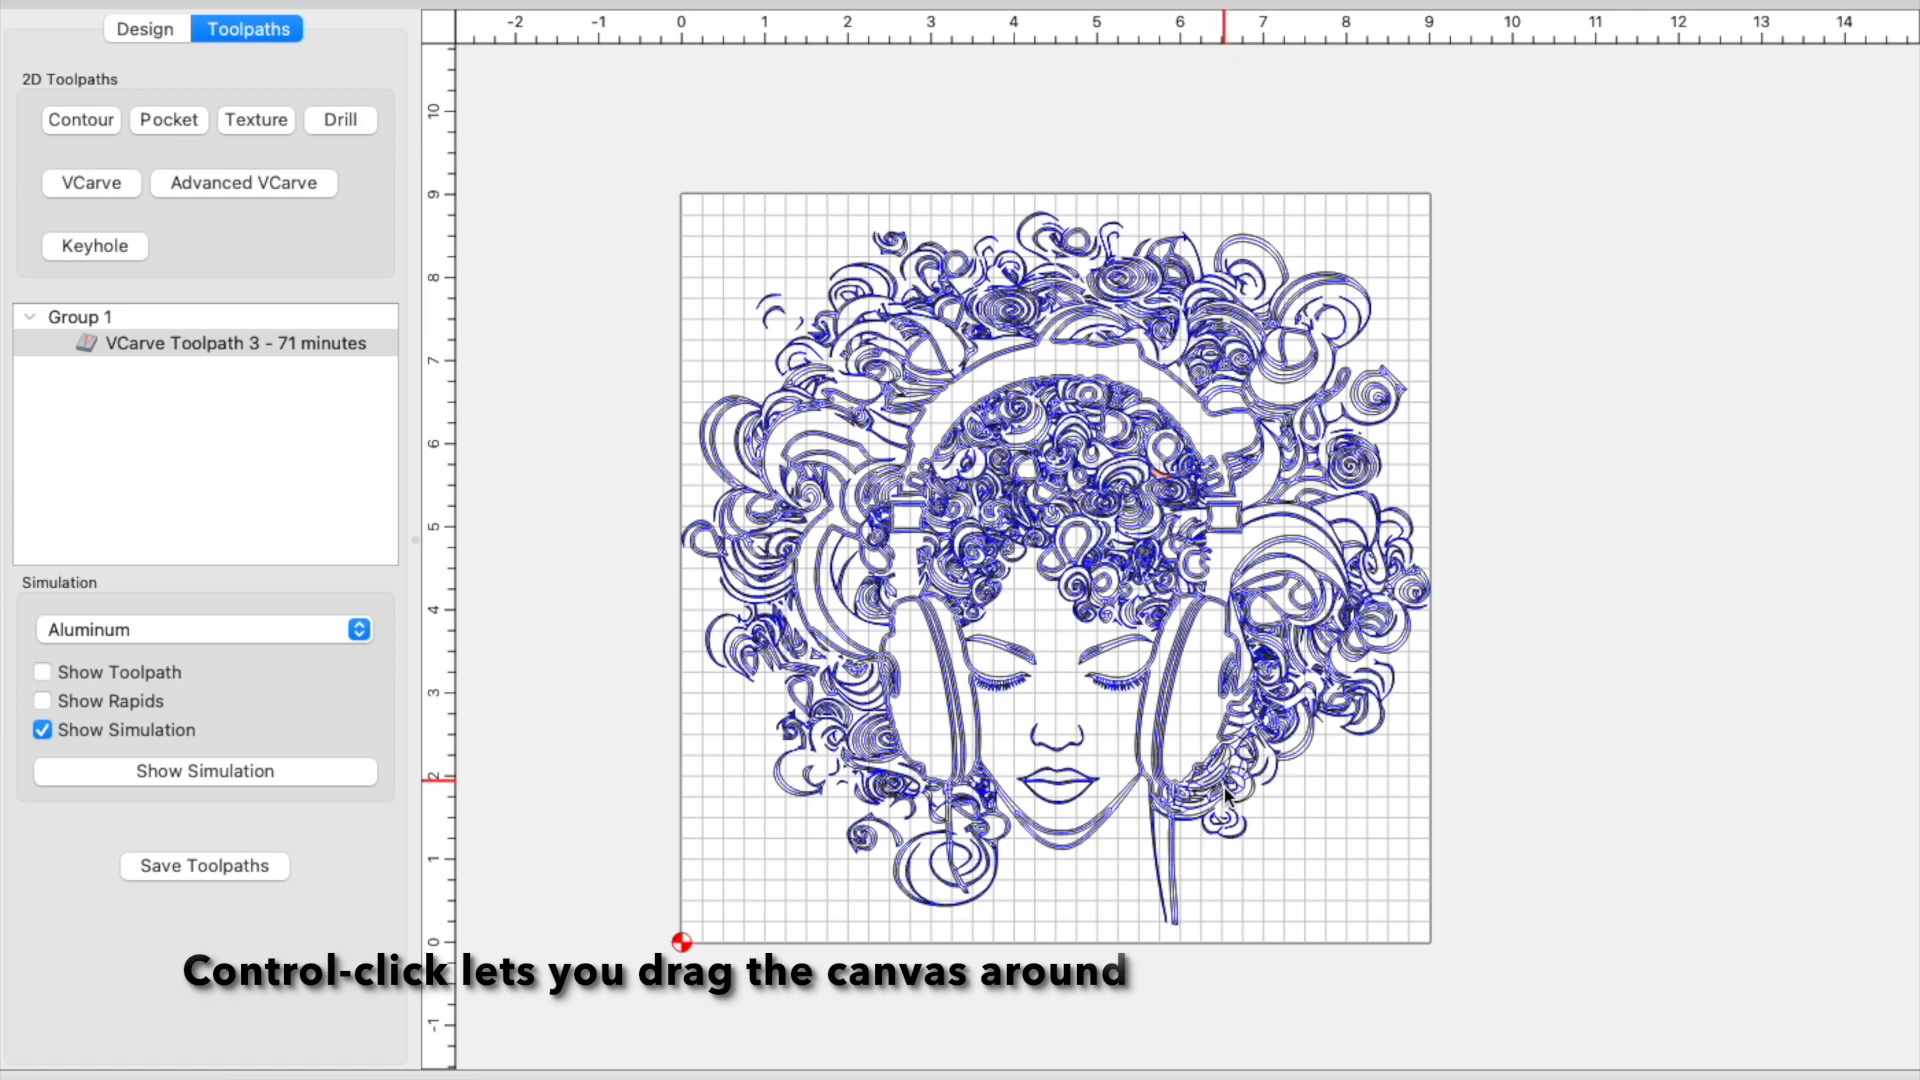 Design Toolpaths
-2 -1 0 1 2 3 4 5 6 7 8 9 10 11 12 13 14
2D Toolpaths
Contour Pocket Texture Drill
VCarve Advanced VCarve
Keyhole
Group 1
VCarve Toolpath 3 - 71 minutes
Simulation
Aluminum
Show Toolpath
Show Rapids
Show Simulation
Show Simulation
Save Toolpaths
10
9
8
7
6
5
4
3
2
1
0
-1
Control-click lets you drag the canvas around